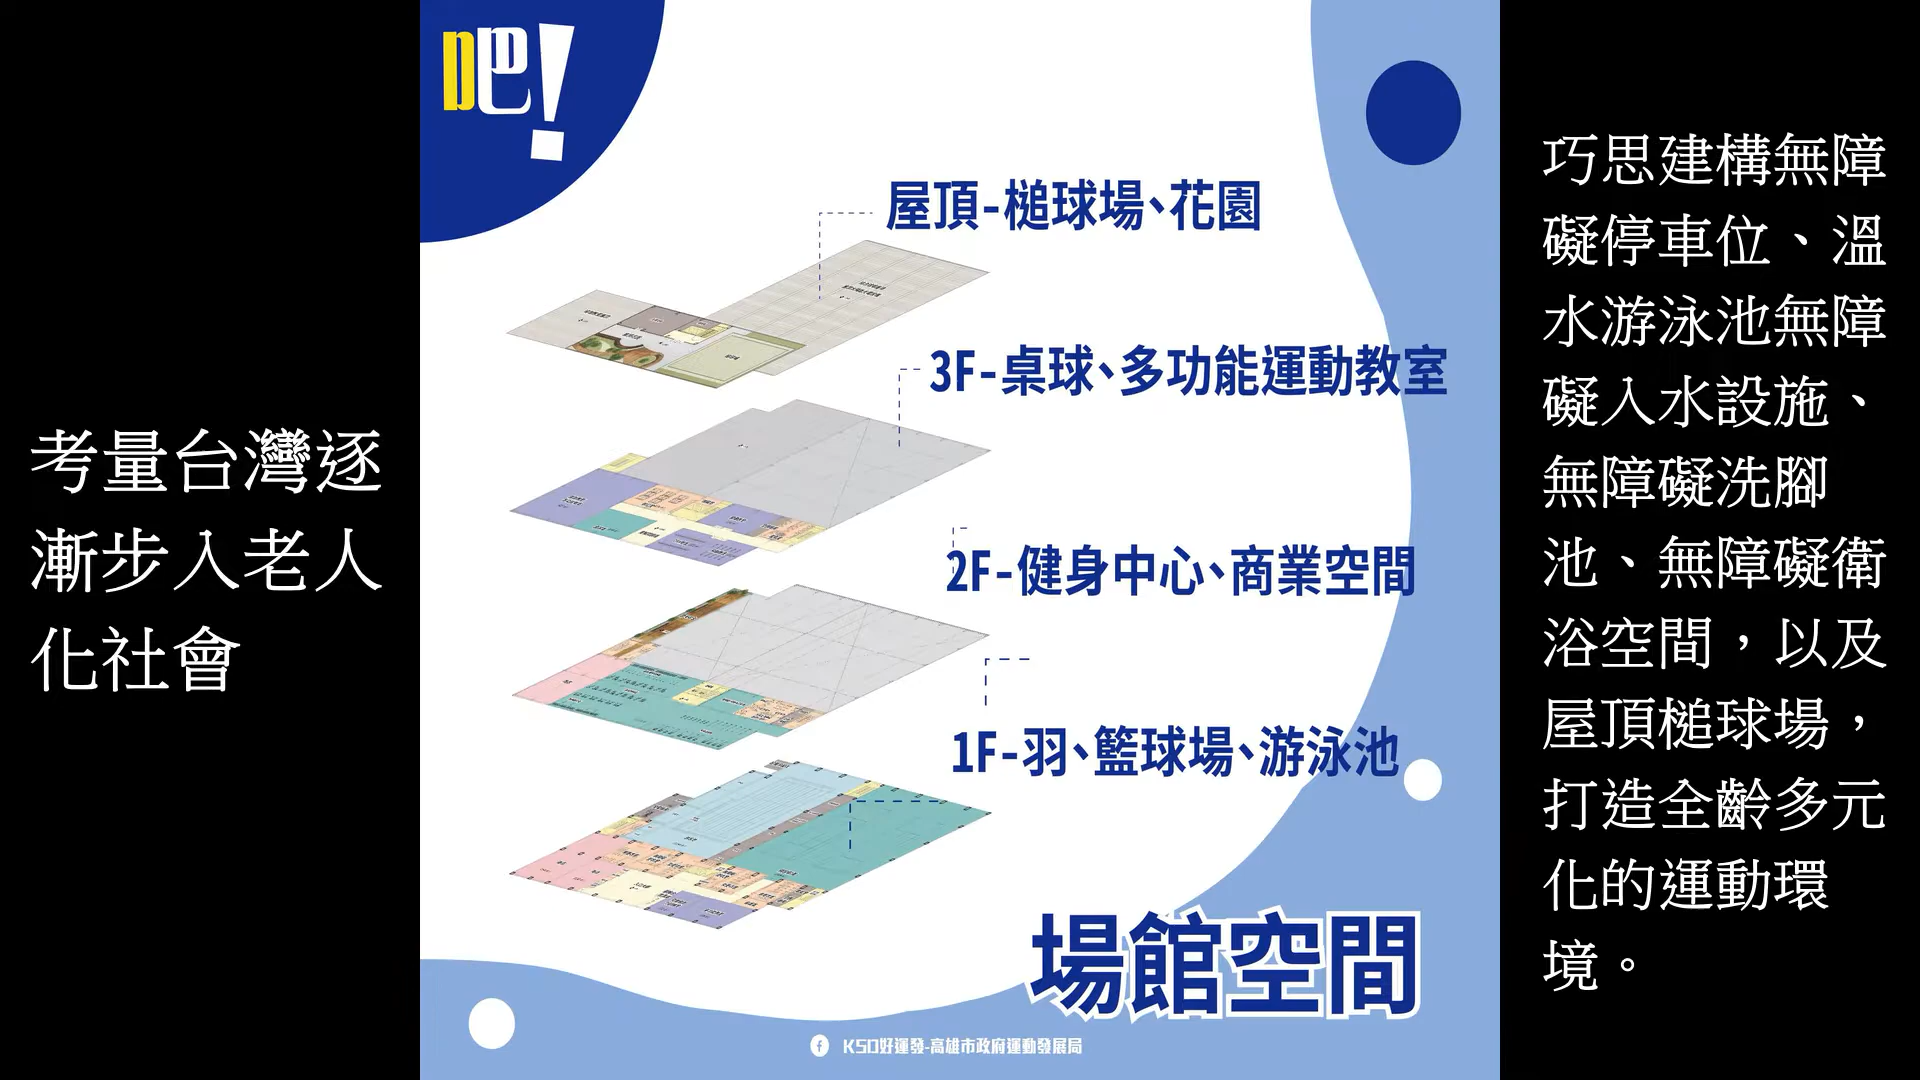 考量台灣逐
漸步入老人
化社會
吧!
屋頂-槌球場、花園
3F-桌球、多功能運動教室
2F-健身中心、商業空間
1F-羽、籃球場、游泳池
場館空間
KSD好運發-高雄市政府運動發展局
巧思建構無障
礙停車位、溫
水游泳池無障
礙入水設施、
無障礙洗腳
池、無障礙衛
浴空間，以及
屋頂槌球場，
打造全齡多元
化的運動環
境。